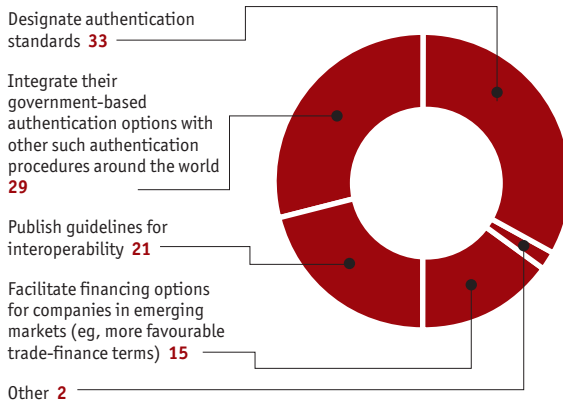 Designate authentication
standards 33
Integrate their
government-based
authentication options with
other such authentication
procedures around the world
29
Publish guidelines for
interoperability 21
Facilitate financing options
for companies in emerging
markets (eg, more favourable
trade-finance terms) 15
Other 2